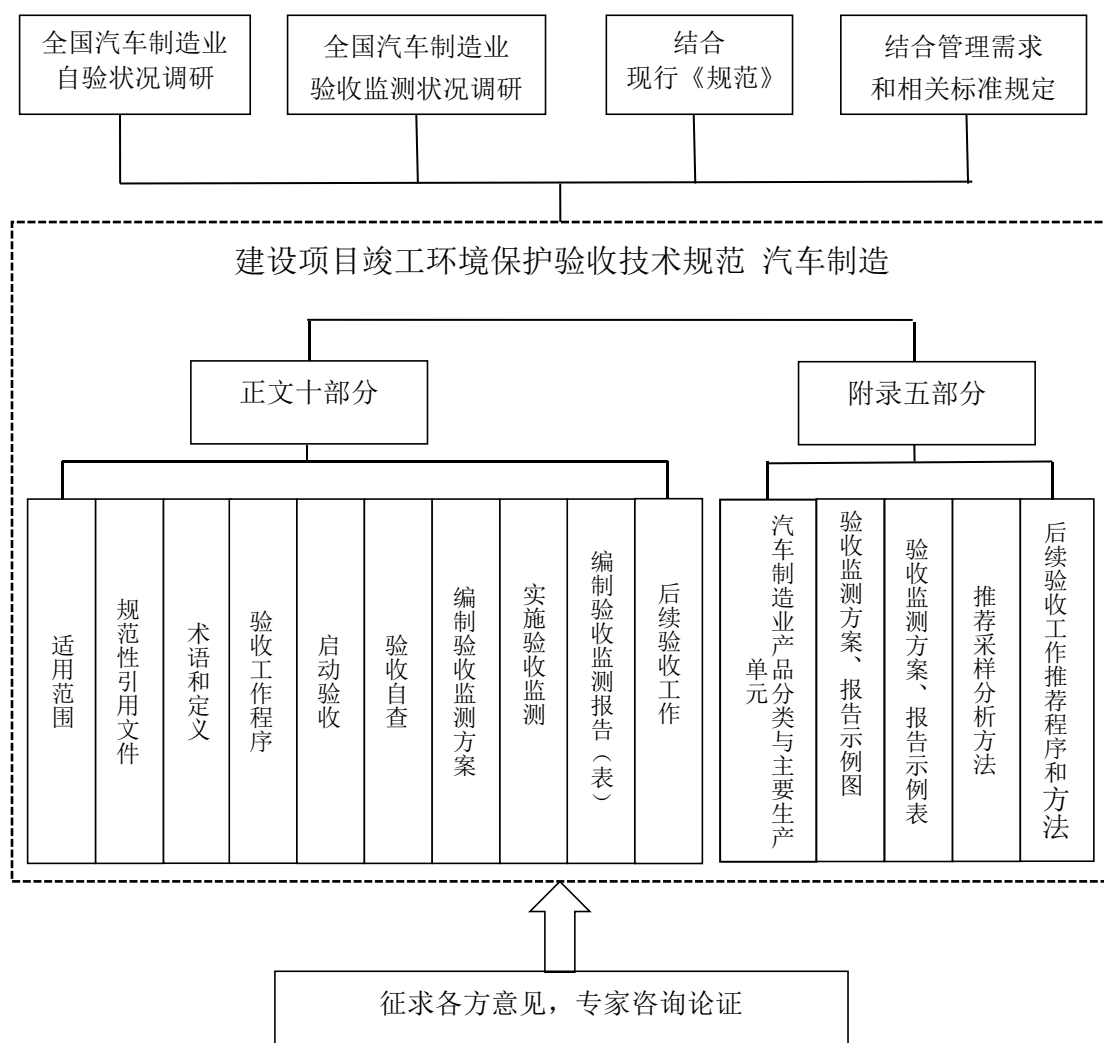 全国汽车制造业
自验状况调研
全国汽车制造业
验收监测状况调研
结合
现行《规范》
结合管理需求
和相关标准规定
建设项目竣工环境保护验收技术规范 汽车制造
正文十部分
附录五部分
适用范围
规范性引用文件
术语和定义
验收工作程序
启动验收
验收自查
编制验收监测方案
实施验收监测
编制验收监测报告（表）
后续验收工作
汽车制造业产品分类与主要生产
单元
验收监测方案、报告示例图
验收监测方案、报告示例表
推荐采样分析方法
后续验收工作推荐程序和方法
征求各方意见，专家咨询论证